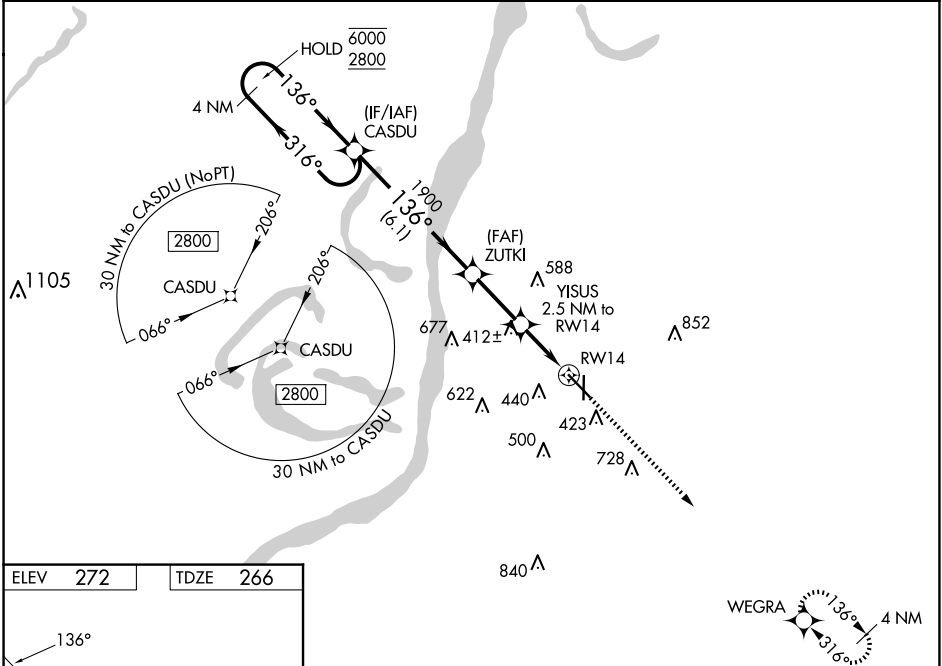 HOLD 6000
2800
136°
4 NM
316°
(IF/IAF)
CASDU
1900
136°
(6.1)
30 NM to CASDU (NoPT)
206°
2800
CASDU
066°
1105
206°
CASDU
066°
2800
30 NM to CASDU
(FAF)
ZUTKI
588
YISUS
2.5 NM to
RW14
677
412±
852
RW14
622
440
423
500
728
840
ELEV 272
TDZE 266
136°
WEGRA
136°
4 NM
316°